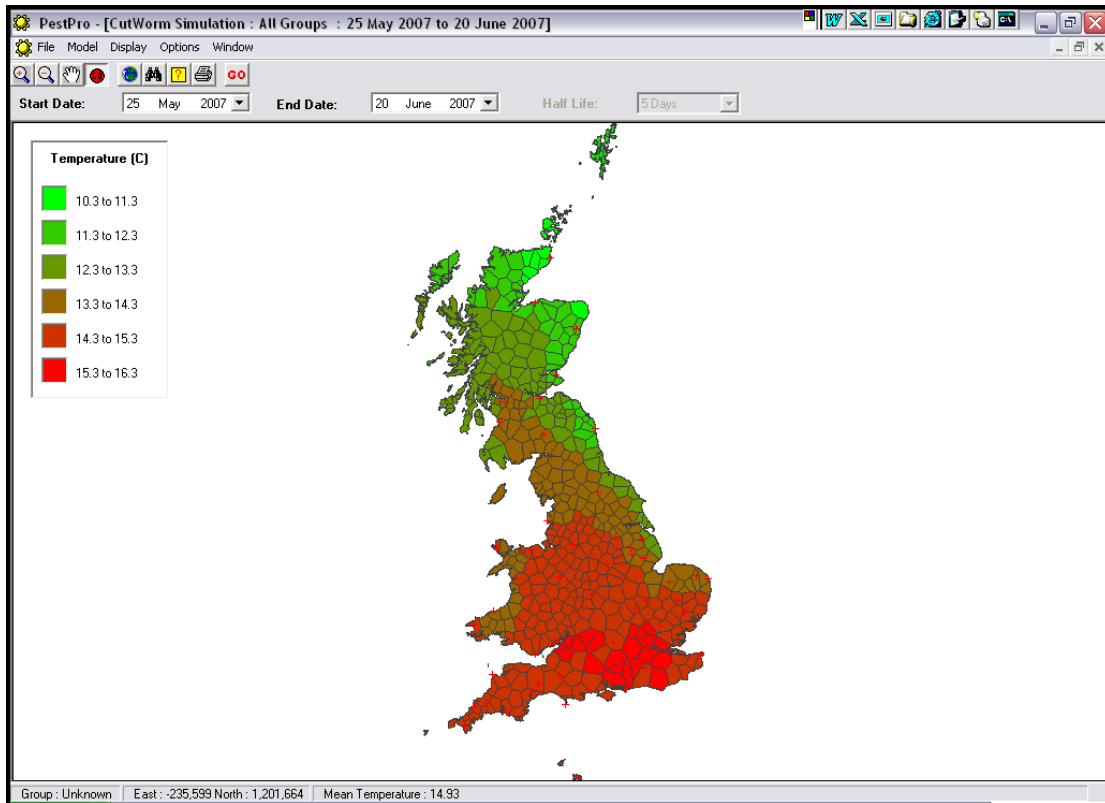 PestPro - [CutWorm Simulation : All Groups : 25 May 2007 to 20 June 2007]
File Model Display Options Window
GO
Start Date: 25 May 2007 End Date: 20 June 2007 Half Life: 5 Days
Temperature (C)
10.3 to 11.3
11.3 to 12.3
12.3 to 13.3
13.3 to 14.3
14.3 to 15.3
15.3 to 16.3
Group : Unknown East : -235,599 North : 1,201,664 Mean Temperature : 14.93